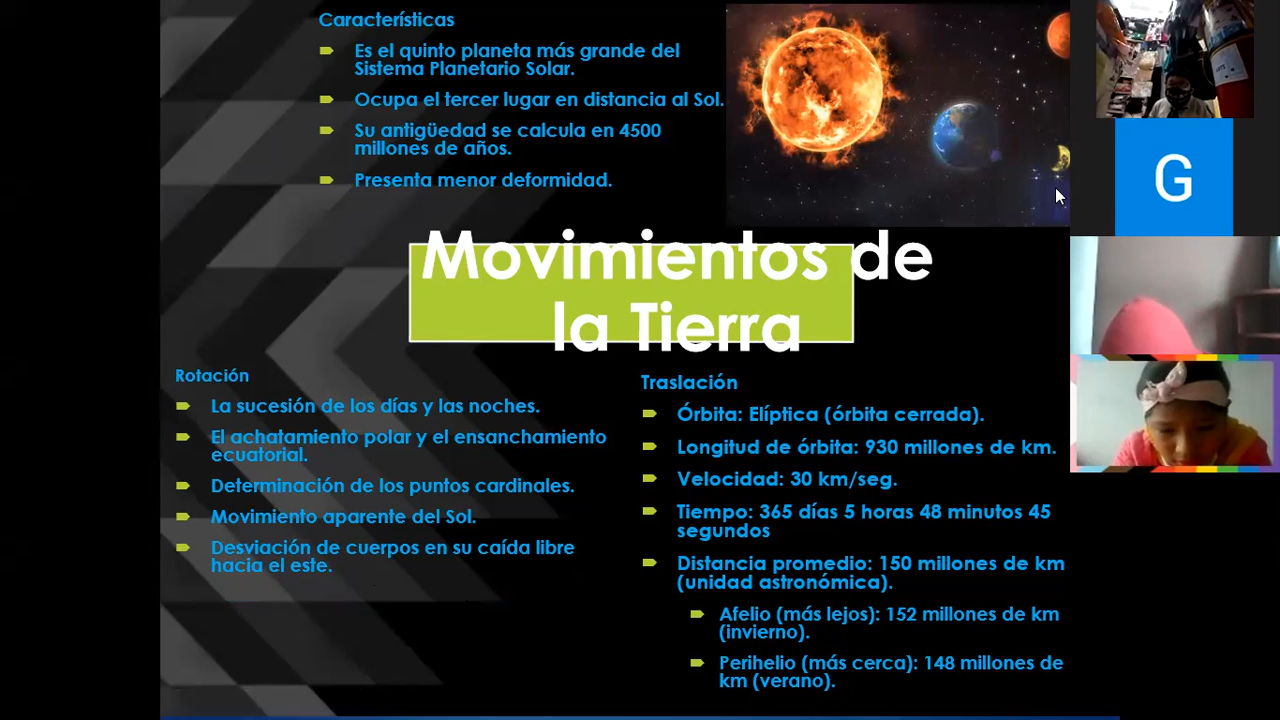 Características
Es el quinto planeta más grande del
Sistema Planetario Solar.
Ocupa el tercer lugar en distancia al Sol.
Su antigüedad se calcula en 4500
millones de años.
Presenta menor deformidad.
G
Movimientos de
la Tierra
Rotación
La sucesión de los días y las noches.
El achatamiento polar y el ensanchamiento
ecuatorial.
Determinación de los puntos cardinales.
Movimiento aparente del Sol.
Desviación de cuerpos en su caída libre
hacia el este.
Traslación
Órbita: Elíptica (órbita cerrada).
Longitud de órbita: 930 millones de km.
Velocidad: 30 km/seg.
Tiempo: 365 días 5 horas 48 minutos 45
segundos
Distancia promedio: 150 millones de km
(unidad astronómica).
Afelio (más lejos): 152 millones de km
(invierno).
Perihelio (más cerca): 148 millones de
km (verano).